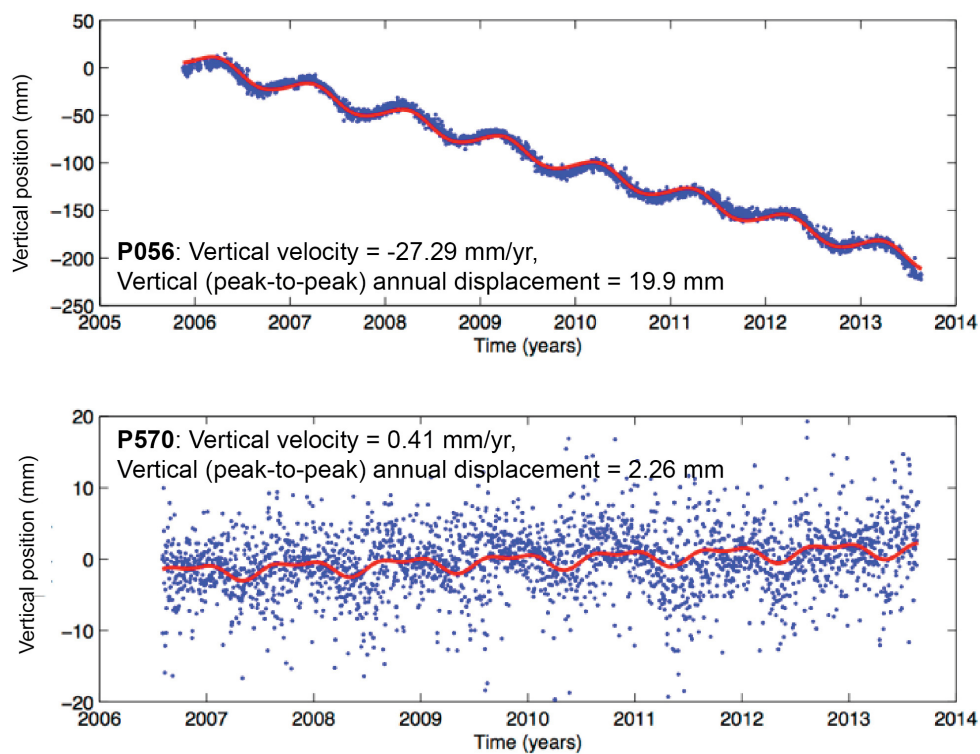 50
0
−50
−100
−150
−200
−250
Vertical position (mm)
P056: Vertical velocity = -27.29 mm/yr,
Vertical (peak-to-peak) annual displacement = 19.9 mm
2005 2006 2007 2008 2009 2010 2011 2012 2013 2014
Time (years)
20
10
0
−10
−20
Vertical position (mm)
P570: Vertical velocity = 0.41 mm/yr,
Vertical (peak-to-peak) annual displacement = 2.26 mm
2006 2007 2008 2009 2010 2011 2012 2013 2014
Time (years)